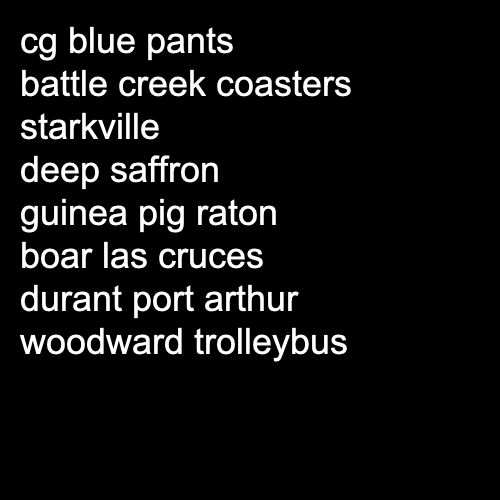 cg blue pants
battle creek coasters
starkville
deep saffron
guinea pig raton
boar las cruces
durant port arthur
woodward trolleybus